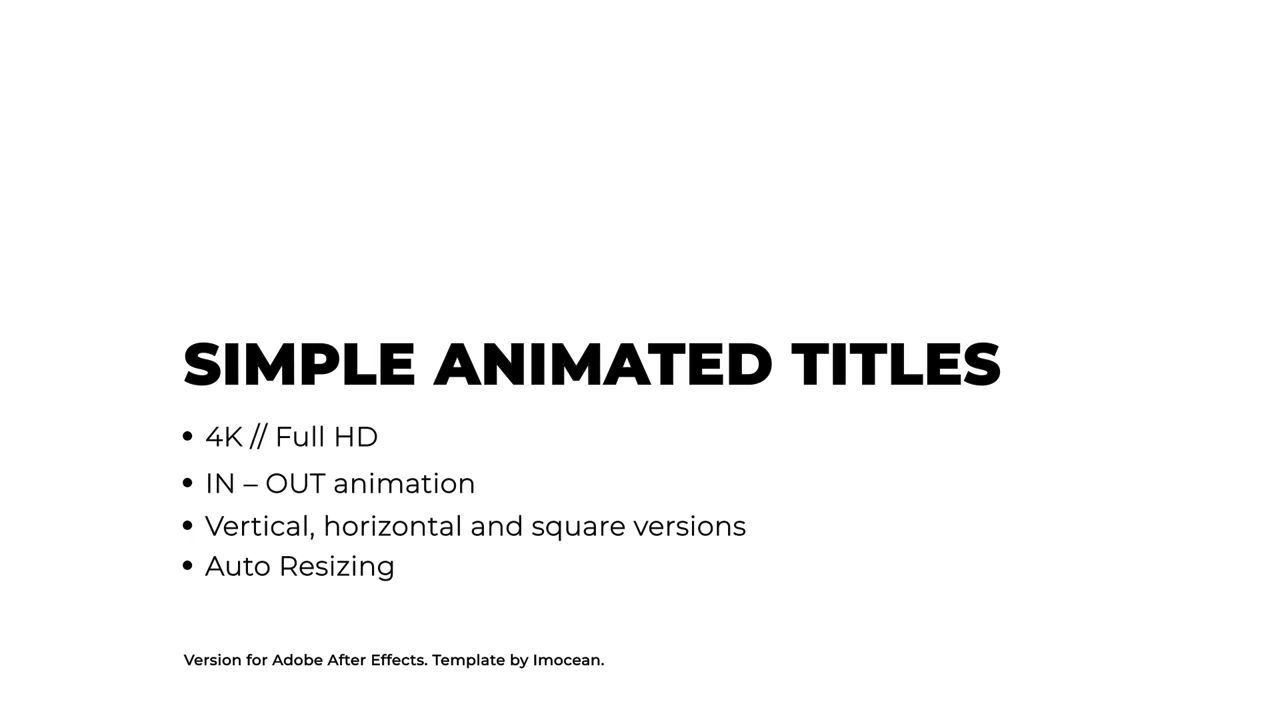 SIMPLE ANIMATED TITLES
• 4K // Full HD
• IN – OUT animation
• Vertical, horizontal and square versions
• Auto Resizing
Version for Adobe After Effects. Template by Imocean.